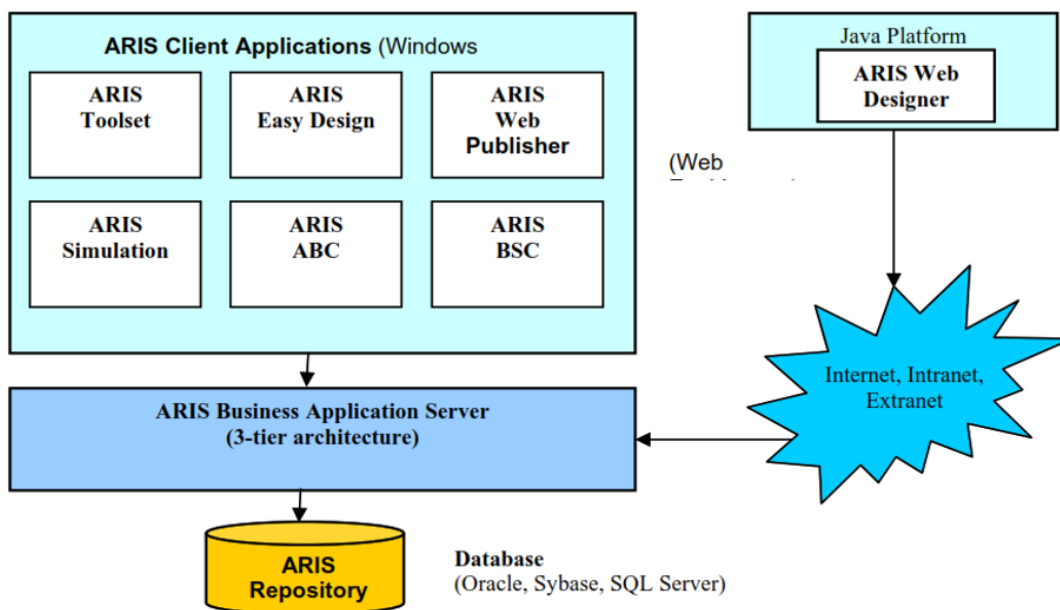 ARIS Client Applications (Windows
ARIS
Toolset
ARIS
Easy Design
ARIS
Web
Publisher
ARIS
Simulation
ARIS
ABC
ARIS
BSC
Java Platform
ARIS Web
Designer
(Web
Internet, Intranet,
Extranet
ARIS Business Application Server
(3-tier architecture)
ARIS
Repository
Database
(Oracle, Sybase, SQL Server)